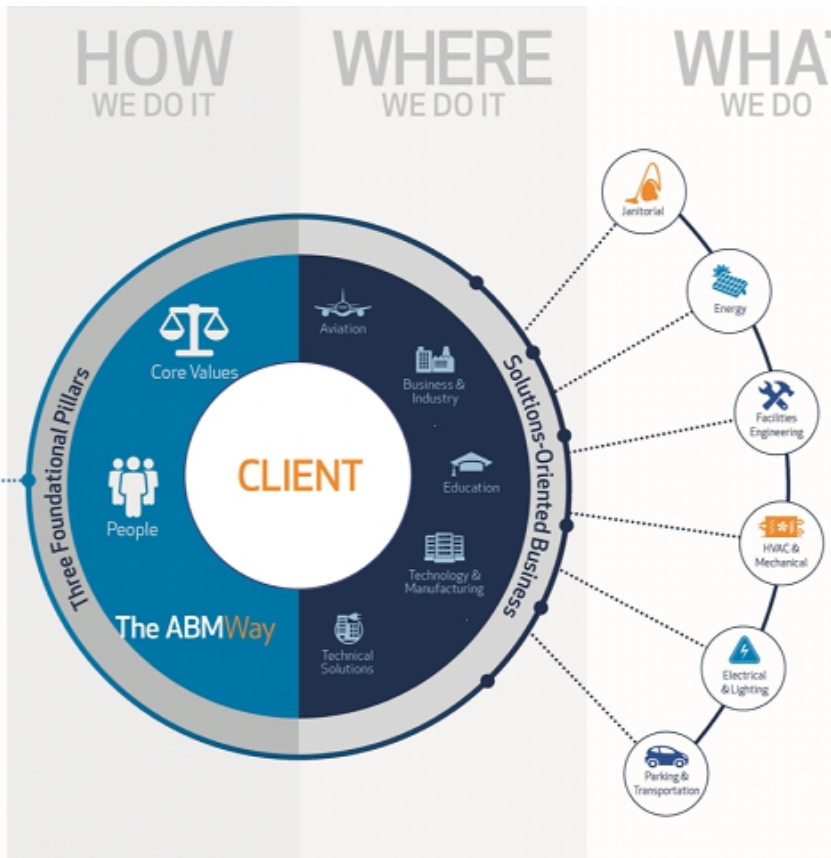 HOW
WE DO IT
WHERE
WE DO IT
WHAT
WE DO
Three Foundational Pillars
Core Values
People
The ABMWay
CLIENT
Aviation
Business &
Industry
Education
Technology &
Manufacturing
Technical
Solutions
Solutions-Oriented Business
Janitorial
Energy
Facilities
Engineering
HVAC &
Mechanical
Electrical
& Lighting
Parking &
Transportation